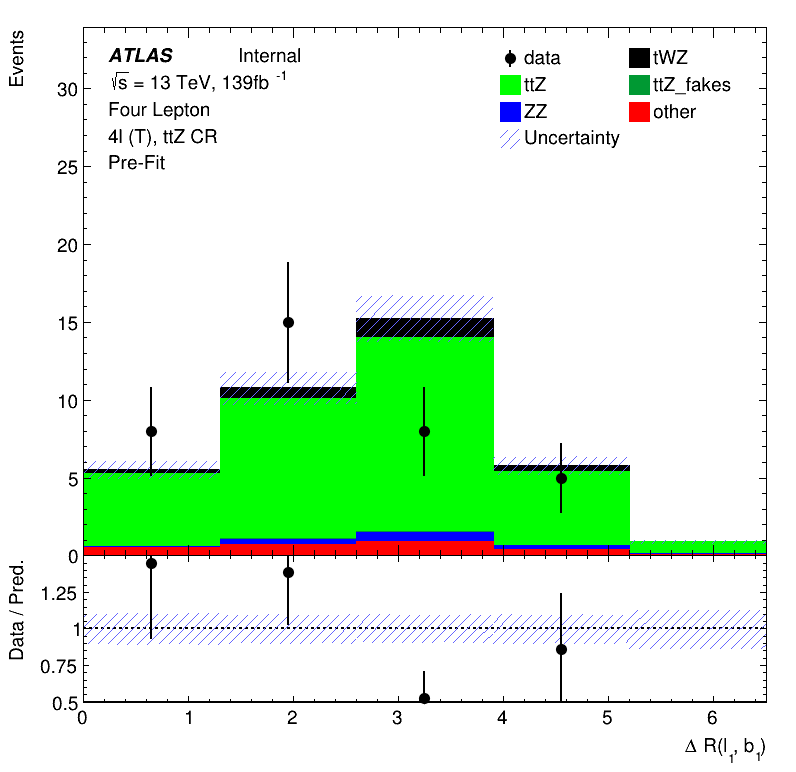 Events
ATLAS Internal
√s = 13 TeV, 139fb⁻¹
Four Lepton
4l (T), ttZ CR
Pre-Fit
data
tWZ
ttZ
ttZ_fakes
ZZ
other
Uncertainty
30
25
20
15
10
5
0
Data / Pred.
1.25
1
0.75
0.5
0 1 2 3 4 5 6
Δ R(l₁, b₁)